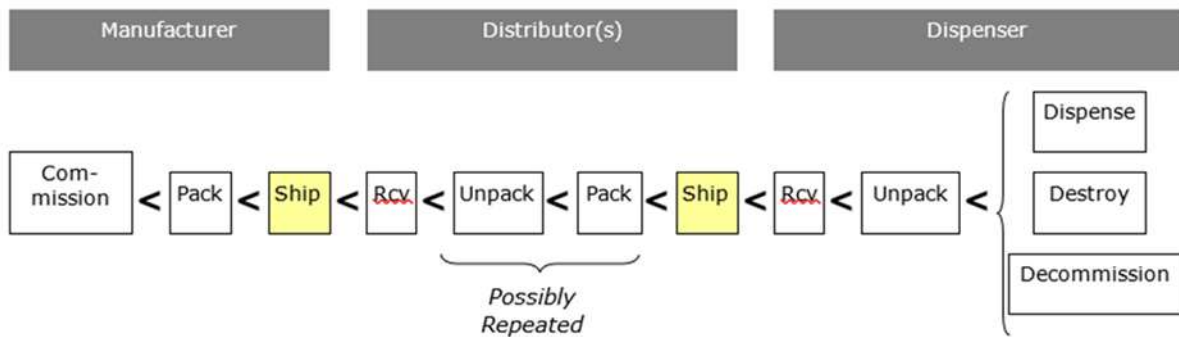 Manufacturer
Distributor(s)
Dispenser
Com-
mission
<
Pack
<
Ship
<
Rcv
<
Unpack
<
Pack
<
Ship
<
Rcv
<
Unpack
<
Dispense
Destroy
Decommission
Possibly
Repeated